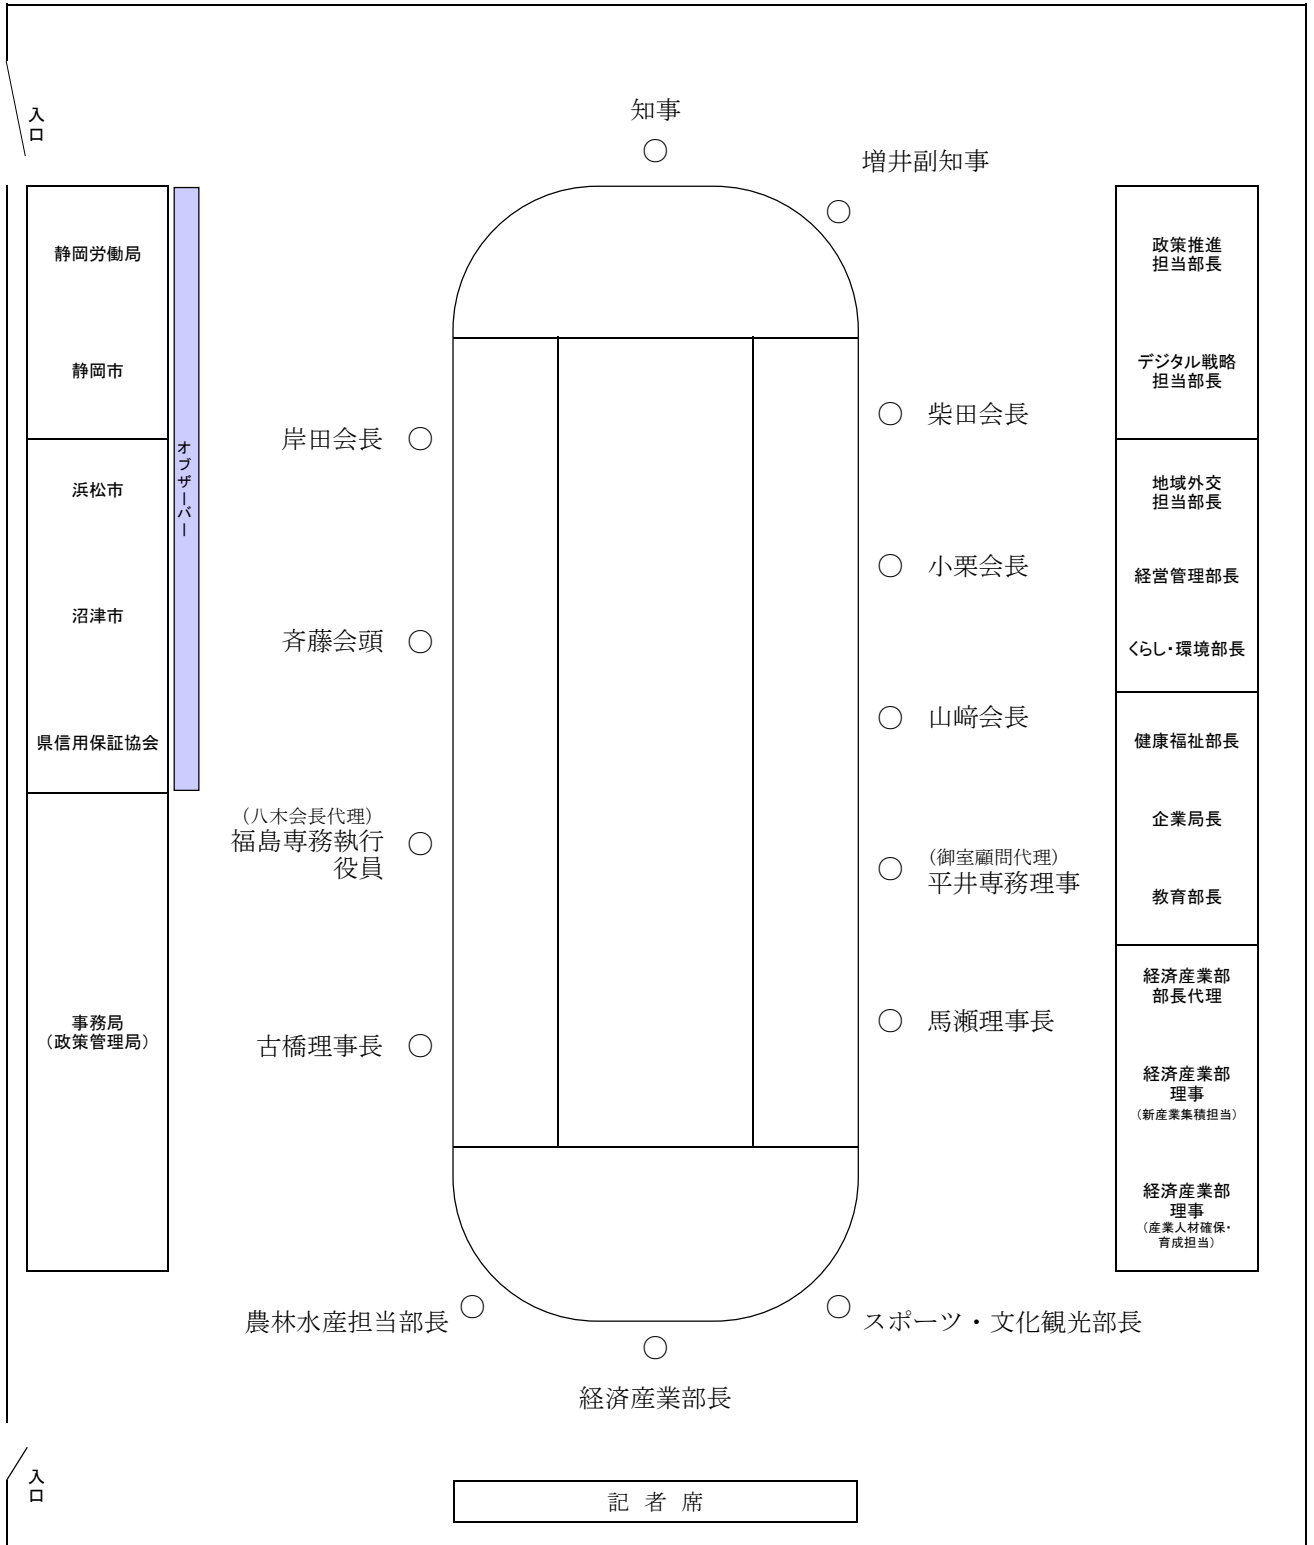 入口
知事
増井副知事
静岡労働局
静岡市
浜松市
沼津市
県信用保証協会
オブザーバー
事務局
（政策管理局）
岸田会長
斉藤会頭
（八木会長代理）
福島専務執行
役員
古橋理事長
柴田会長
小栗会長
山﨑会長
（御室顧問代理）
平井専務理事
馬瀬理事長
政策推進
担当部長
デジタル戦略
担当部長
地域外交
担当部長
経営管理部長
くらし・環境部長
健康福祉部長
企業局長
教育部長
経済産業部
部長代理
経済産業部
理事
（新産業集積担当）
経済産業部
理事
（産業人材確保・
育成担当）
農林水産担当部長
スポーツ・文化観光部長
経済産業部長
入口
記者席